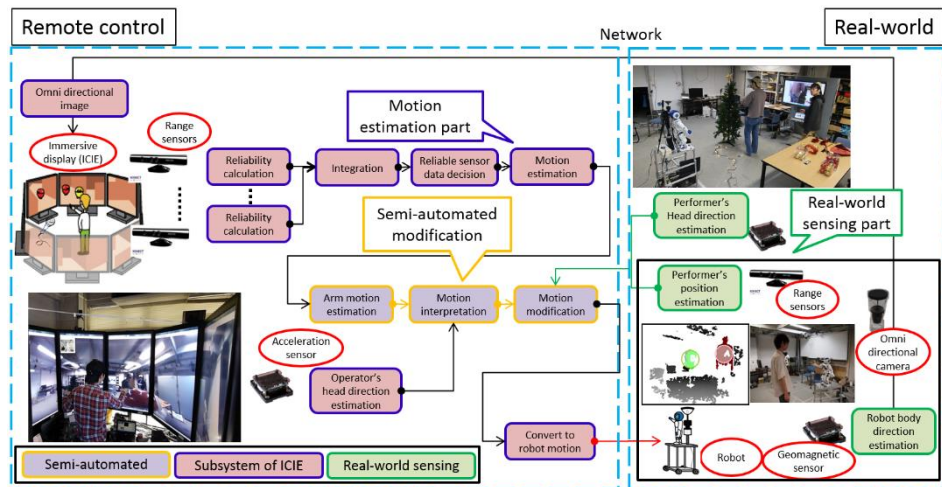 Remote control
Network
Real-world
Omni directional
image
Immersive
display (ICIE)
Range
sensors
Motion
estimation part
Reliability
calculation
Reliability
calculation
Integration
Reliable sensor
data decision
Motion
estimation
Semi-automated
modification
Arm motion
estimation
Motion
interpretation
Motion
modification
Acceleration
sensor
Operator's
head direction
estimation
Convert to
robot motion
Semi-automated
Subsystem of ICIE
Real-world sensing
Performer's
Head direction
estimation
Real-world
sensing part
Performer's
position
estimation
Range
sensors
Omni
directional
camera
Robot body
direction
estimation
Robot
Geomagnetic
sensor